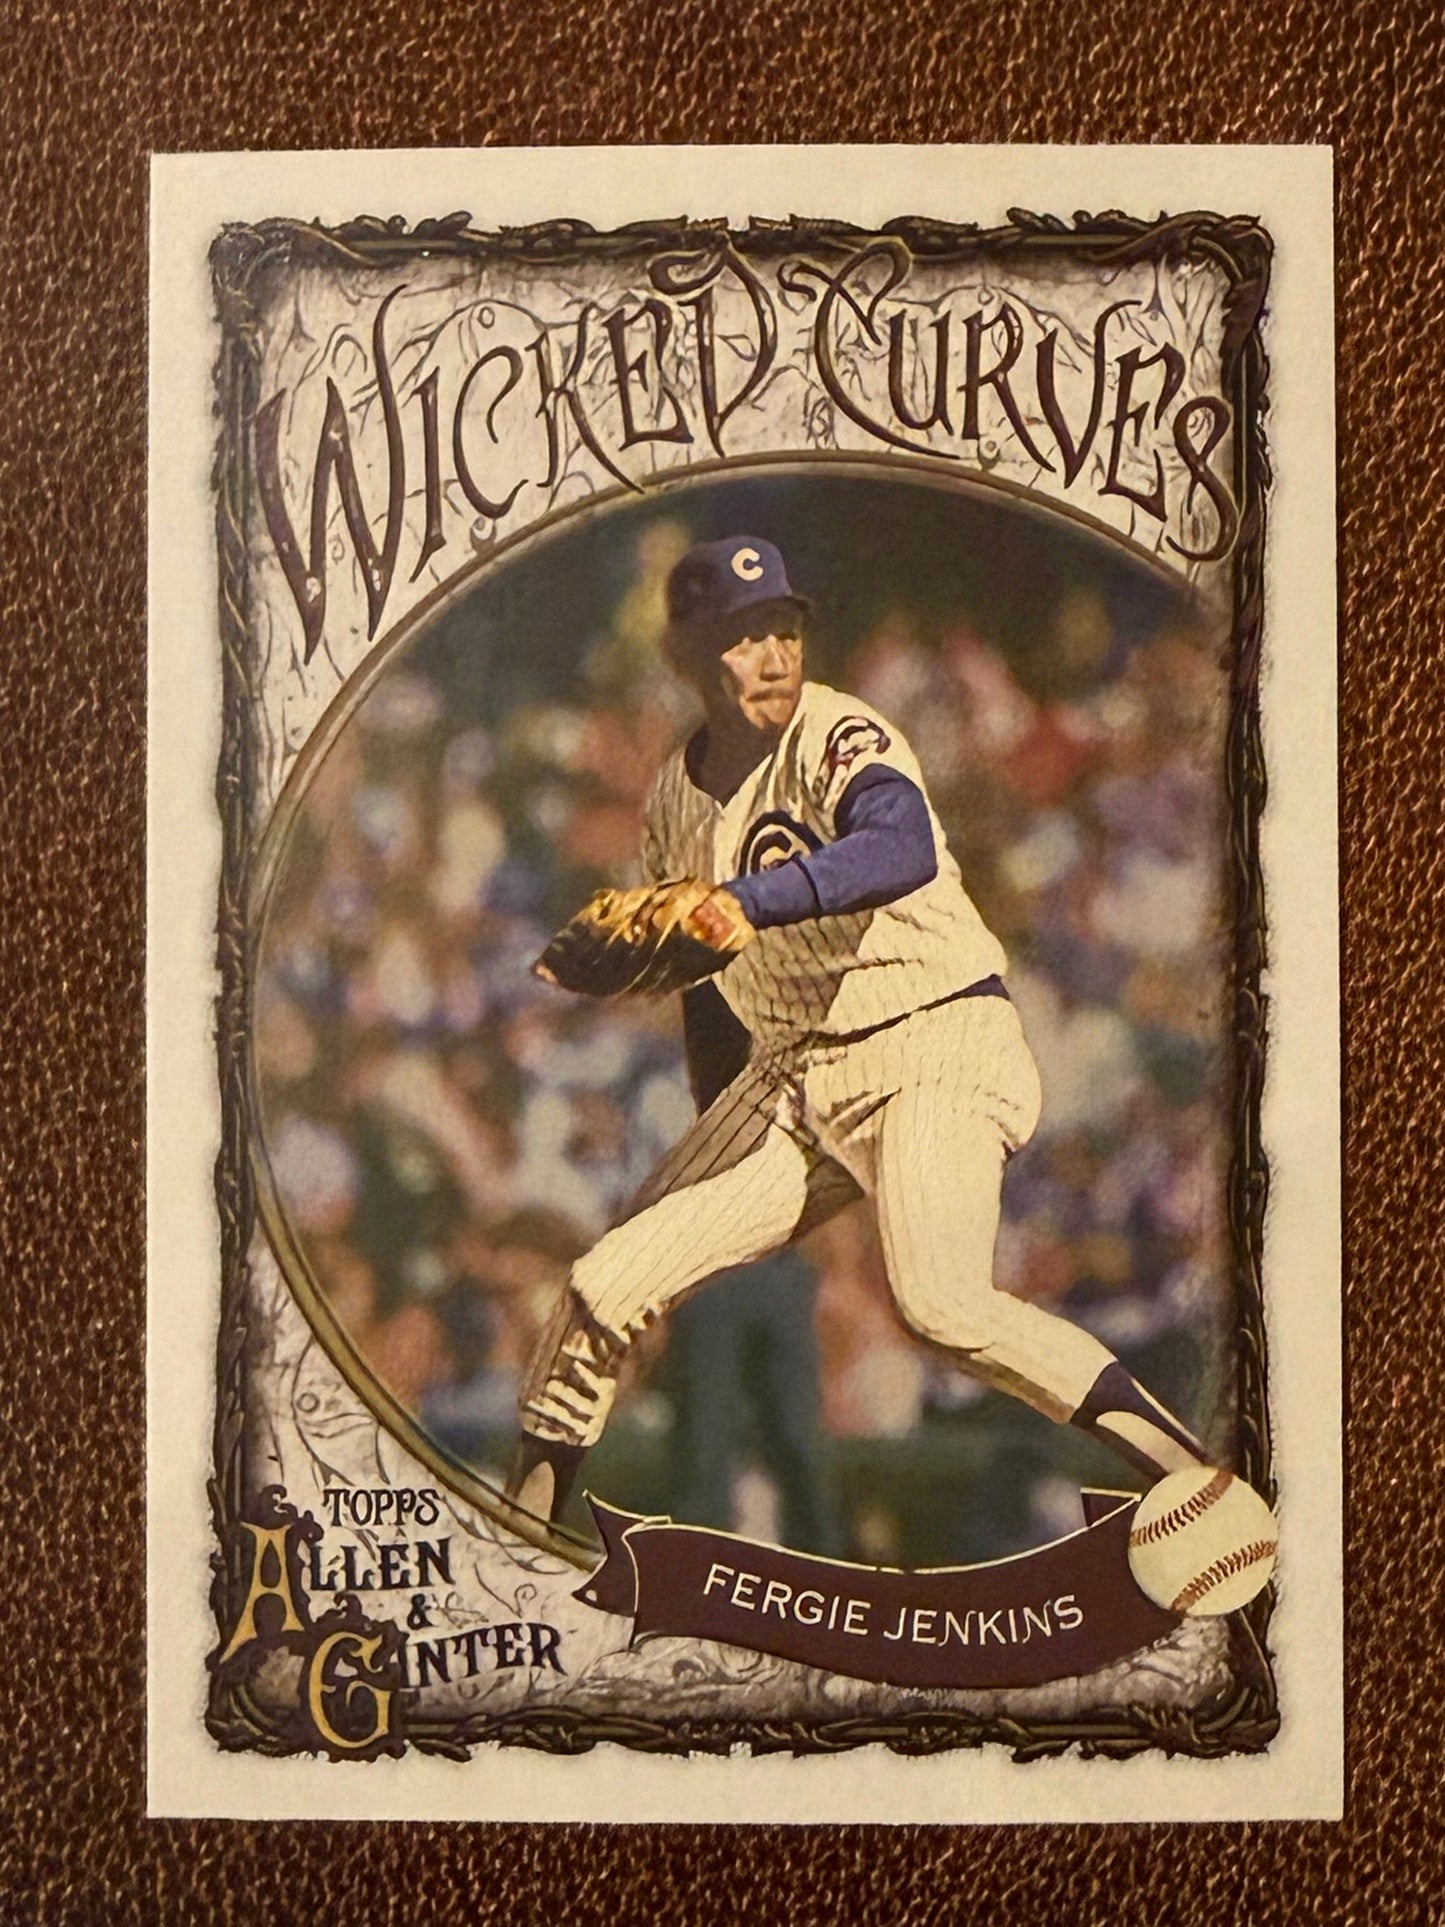 WICKED CURVES
C
C
TOPPS
ALLEN
&
GINTER
FERGIE JENKINS